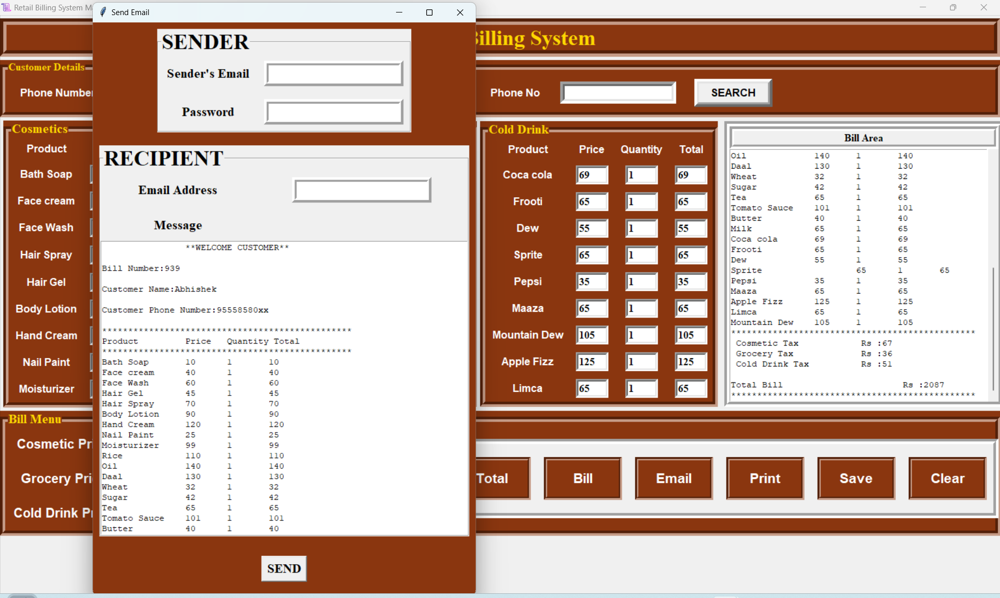 Retail Billing System M
Send Email
Billing System
SENDER
Sender's Email
Password
Customer Details
Phone Number
Phone No
SEARCH
RECIPIENT
Email Address
Message
**WELCOME CUSTOMER**
Bill Number:939
Customer Name:Abhishek
Customer Phone Number:95558580xx
************************************************
Product Price Quantity Total
************************************************
Bath Soap 10 1 10
Face cream 40 1 40
Face Wash 60 1 60
Hair Gel 45 1 45
Hair Spray 70 1 70
Body Lotion 90 1 90
Hand Cream 120 1 120
Nail Paint 25 1 25
Moisturizer 99 1 99
Rice 110 1 110
Oil 140 1 140
Daal 130 1 130
Wheat 32 1 32
Sugar 42 1 42
Tea 65 1 65
Tomato Sauce 101 1 101
Butter 40 1 40
SEND
Cosmetics
Product
Bath Soap
Face cream
Face Wash
Hair Spray
Hair Gel
Body Lotion
Hand Cream
Nail Paint
Moisturizer
Cold Drink
Product Price Quantity Total
Coca cola 69 1 69
Frooti 65 1 65
Dew 55 1 55
Sprite 65 1 65
Pepsi 35 1 35
Maaza 65 1 65
Mountain Dew 105 1 105
Apple Fizz 125 1 125
Limca 65 1 65
Bill Area
Oil 140 1 140
Daal 130 1 130
Wheat 32 1 32
Sugar 42 1 42
Tea 65 1 65
Tomato Sauce 101 1 101
Butter 40 1 40
Milk 65 1 65
Coca cola 69 1 69
Frooti 65 1 65
Dew 55 1 55
Sprite 65 1 65
Pepsi 35 1 35
Maaza 65 1 65
Apple Fizz 125 1 125
Limca 65 1 65
Mountain Dew 105 1 105
***********************************************
Cosmetic Tax Rs :67
Grocery Tax Rs :36
Cold Drink Tax Rs :51
Total Bill Rs :2087
***********************************************
Bill Menu
Cosmetic Pri
Grocery Pri
Cold Drink P
Total
Bill
Email
Print
Save
Clear